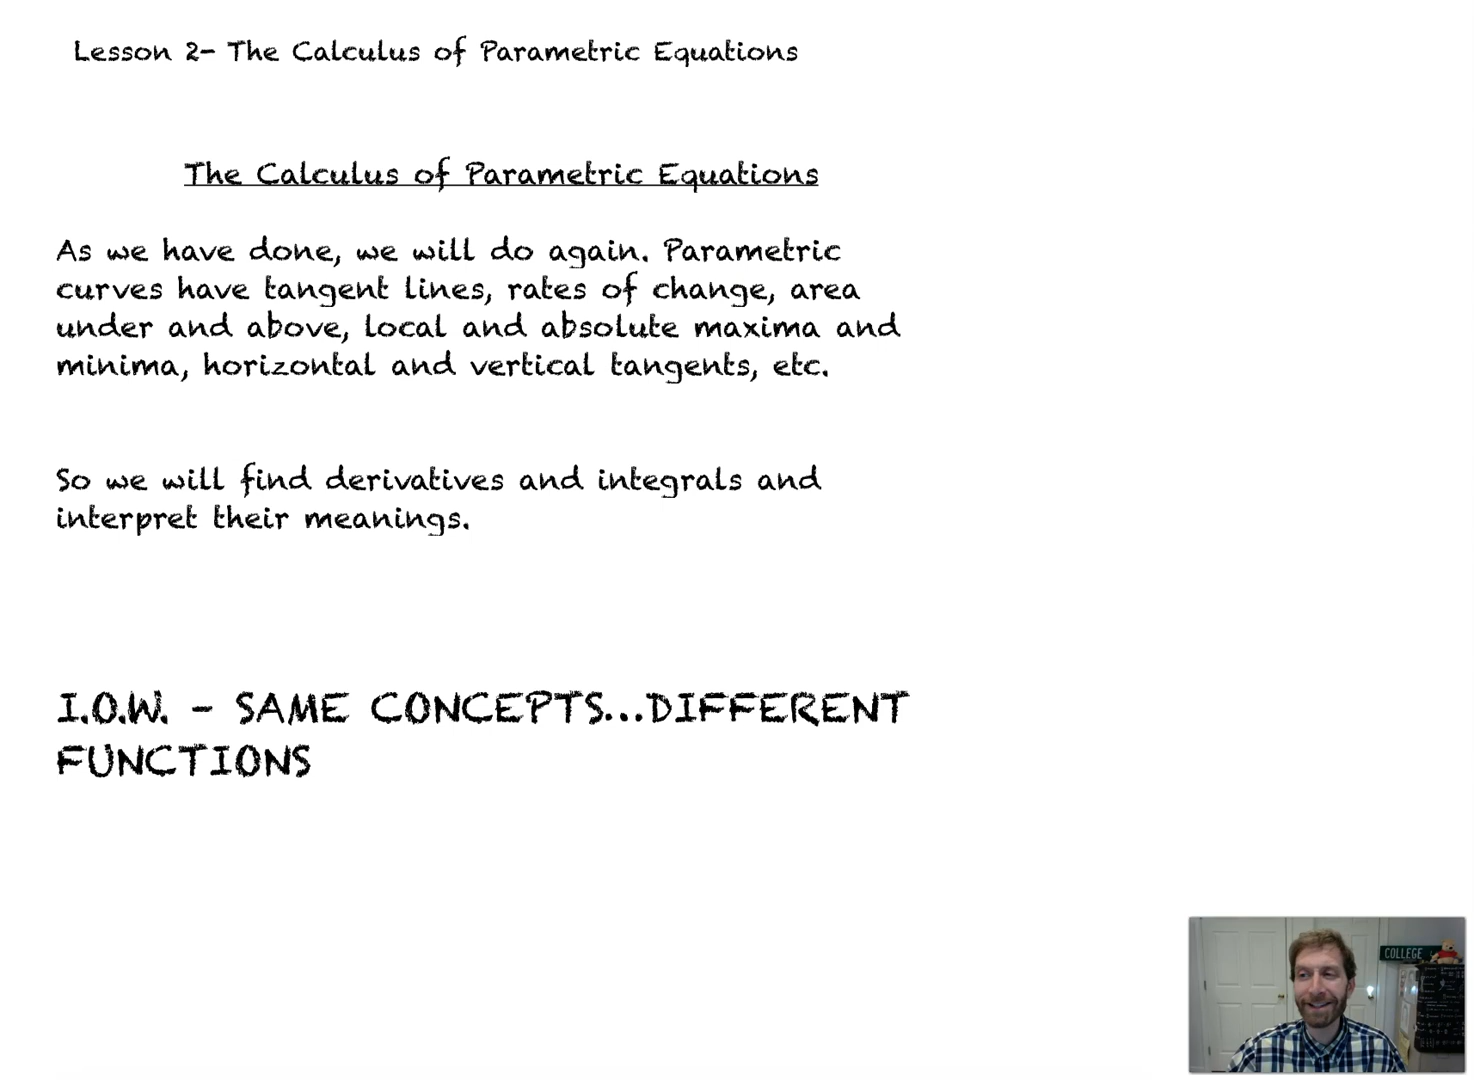 Lesson 2- The Calculus of Parametric Equations
The Calculus of Parametric Equations
As we have done, we will do again. Parametric
curves have tangent lines, rates of change, area
under and above, local and absolute maxima and
minima, horizontal and vertical tangents, etc.
So we will find derivatives and integrals and
interpret their meanings.
I.O.W. - SAME CONCEPTS...DIFFERENT
FUNCTIONS
COLLEGE